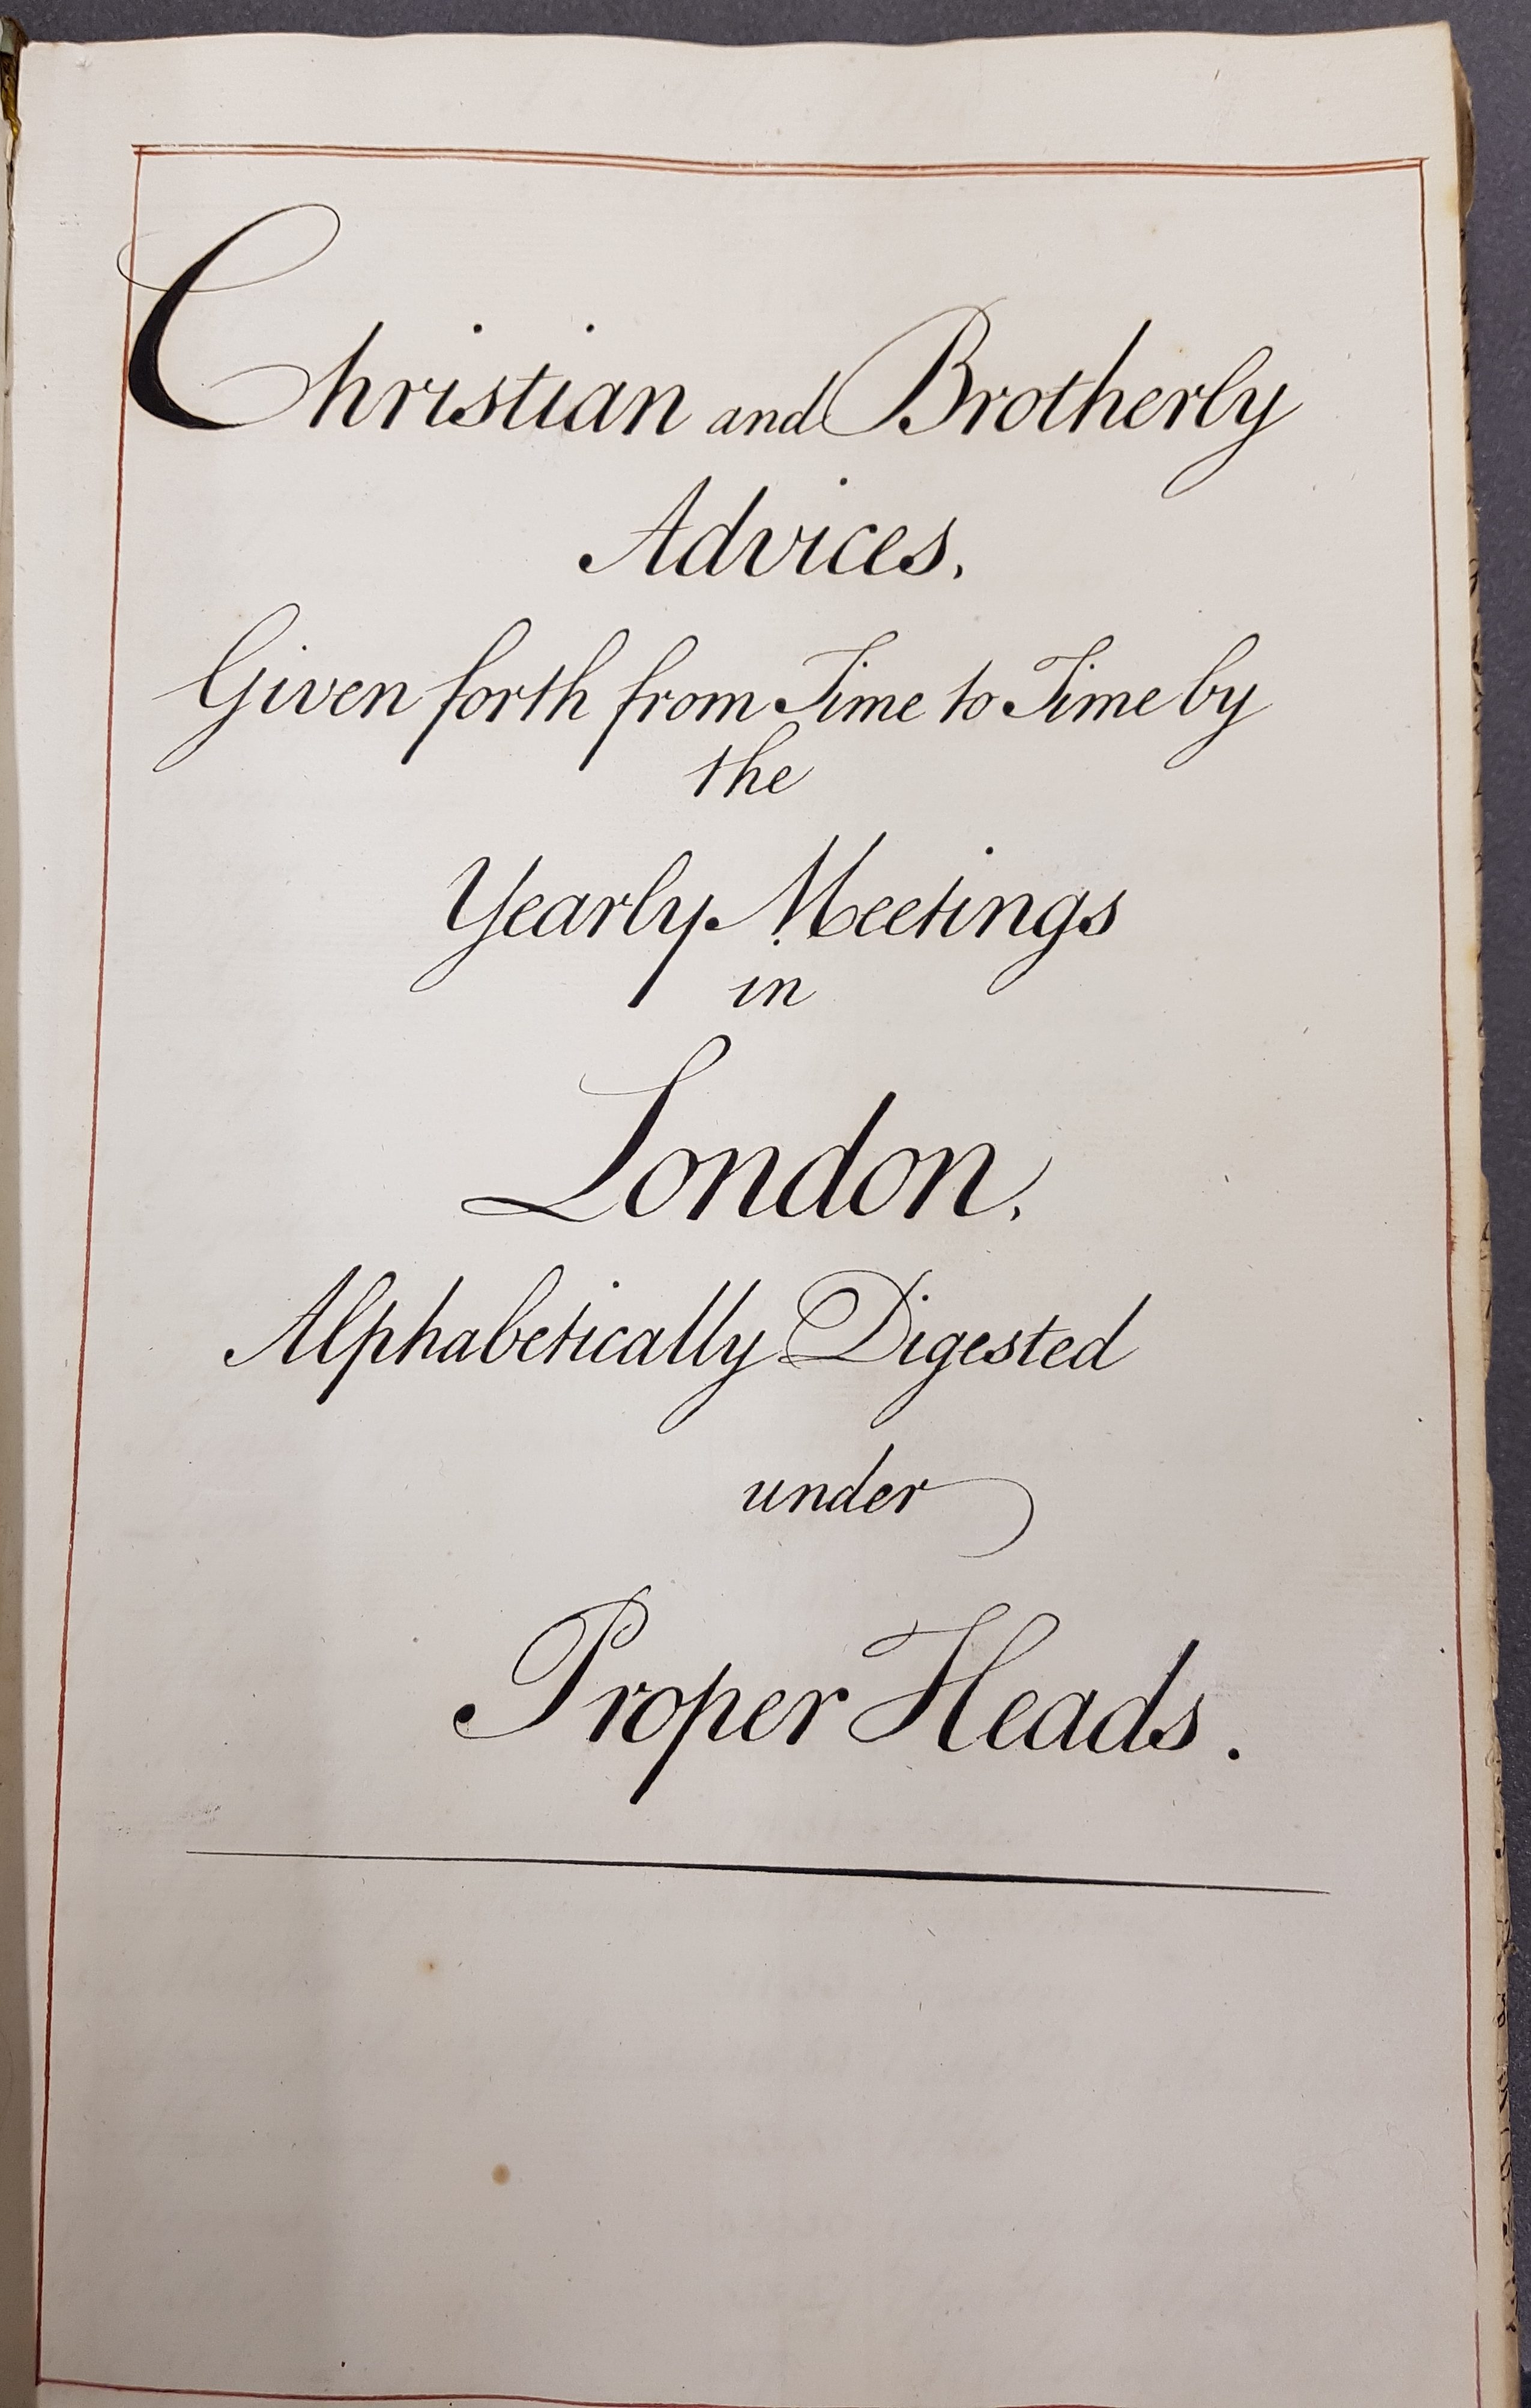 Christian and Brotherly
Advices,
Given forth from Time to Time by
the
Yearly Meetings
in
London,
Alphabetically Digested
under
Proper Heads.